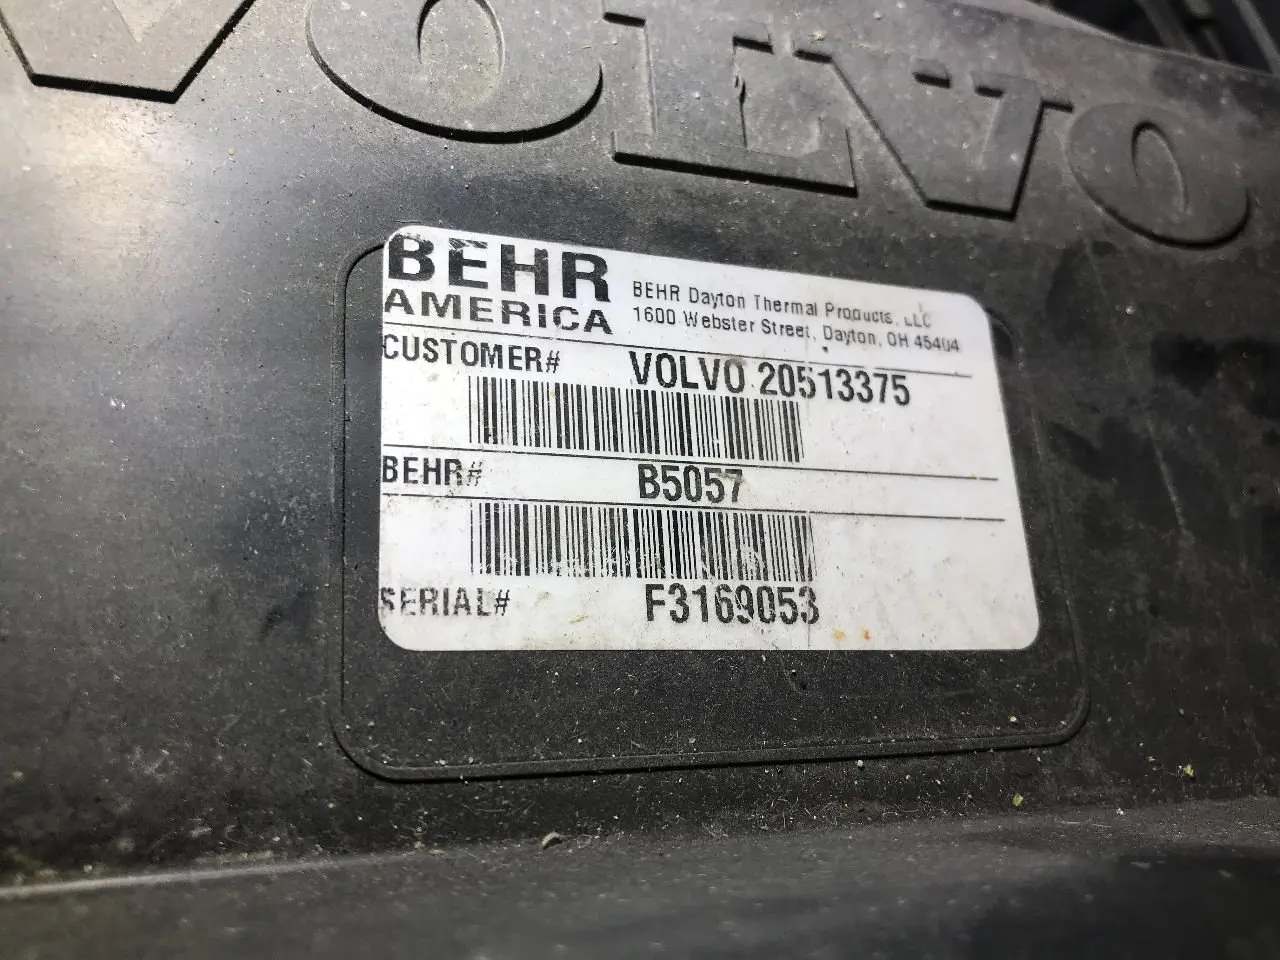 VOLVO
BEHR
AMERICA
BEHR Dayton Thermal Products, LLC
1600 Webster Street, Dayton, OH 45404
CUSTOMER# VOLVO 20513375
BEHR# B5057
SERIAL# F3169053